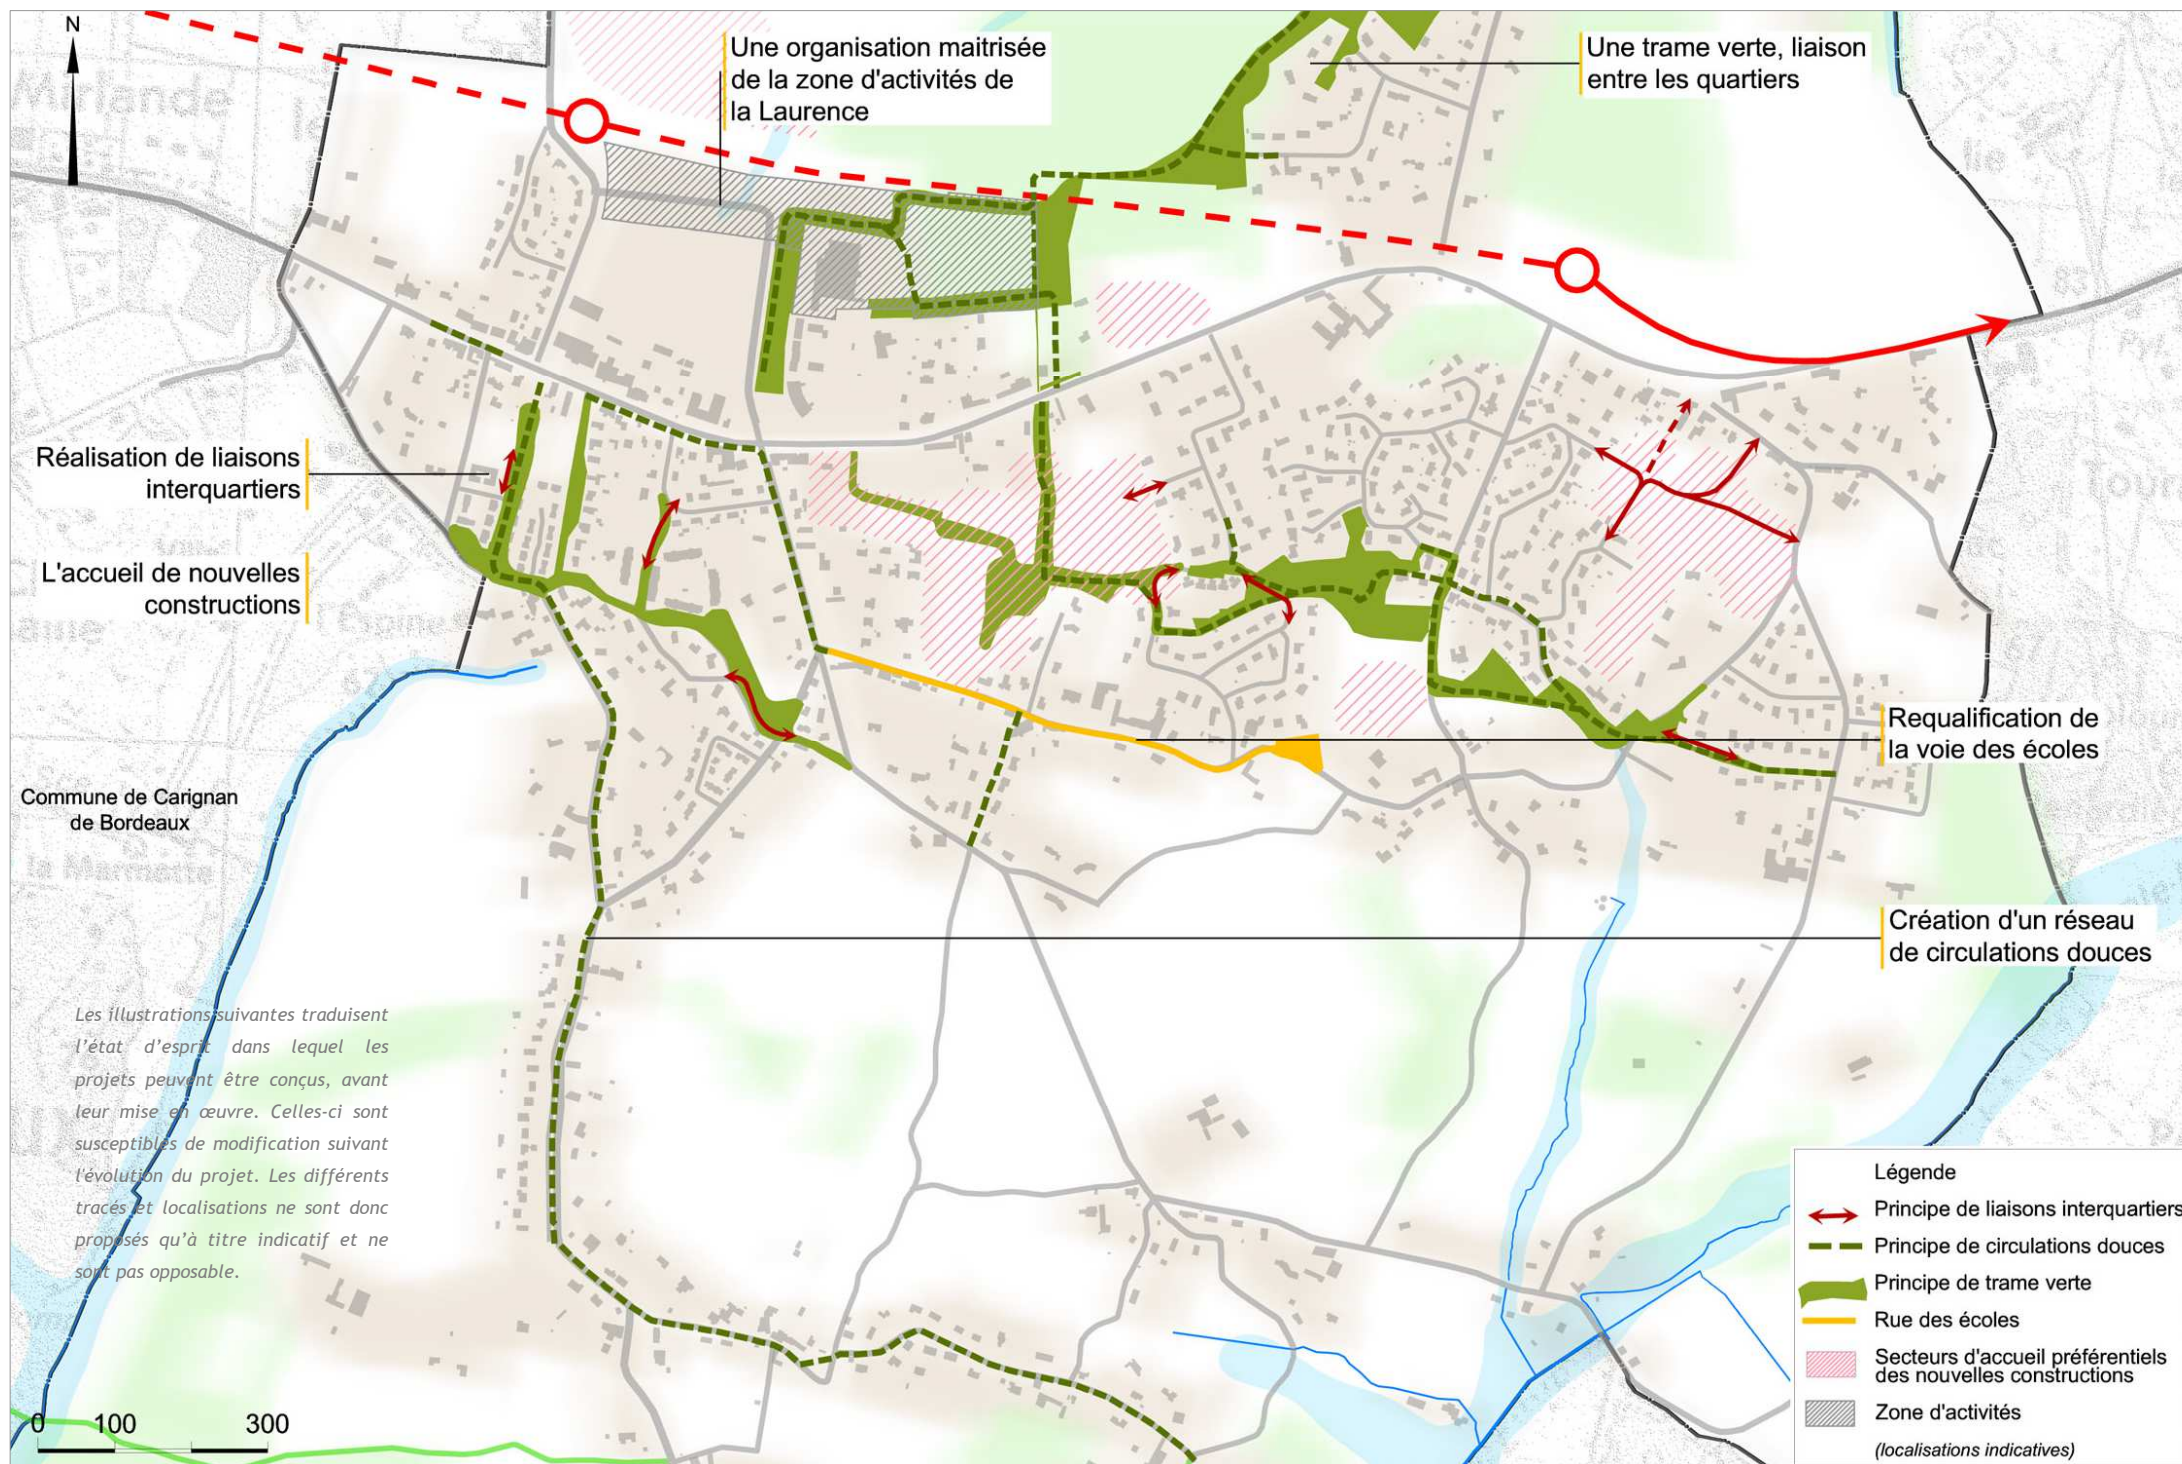 N
Mirlande
Une organisation maitrisée
de la zone d'activités de
la Laurence
Une trame verte, liaison
entre les quartiers
Réalisation de liaisons
interquartiers
L'accueil de nouvelles
constructions
l'Epine
Requalification de
la voie des écoles
Commune de Carignan
de Bordeaux
la Marmotte
Création d'un réseau
de circulations douces
Les illustrations suivantes traduisent
l'état d'esprit dans lequel les
projets peuvent être conçus, avant
leur mise en œuvre. Celles-ci sont
susceptibles de modification suivant
l'évolution du projet. Les différents
tracés et localisations ne sont donc
proposés qu'à titre indicatif et ne
sont pas opposable.
0 100 300
Légende
Principe de liaisons interquartiers
Principe de circulations douces
Principe de trame verte
Rue des écoles
Secteurs d'accueil préférentiels
des nouvelles constructions
Zone d'activités
(localisations indicatives)